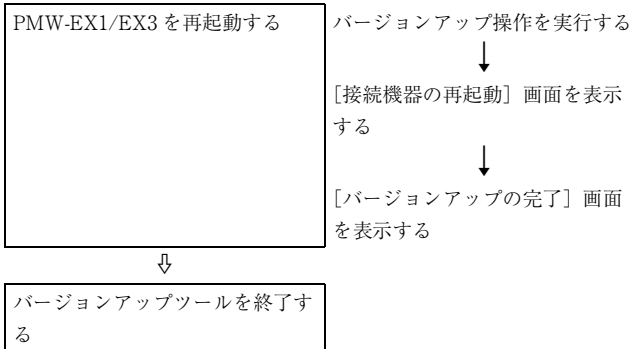 PMW-EX1/EX3 を再起動する
バージョンアップ操作を実行する
［接続機器の再起動］画面を表示
する
［バージョンアップの完了］画面
を表示する
バージョンアップツールを終了す
る